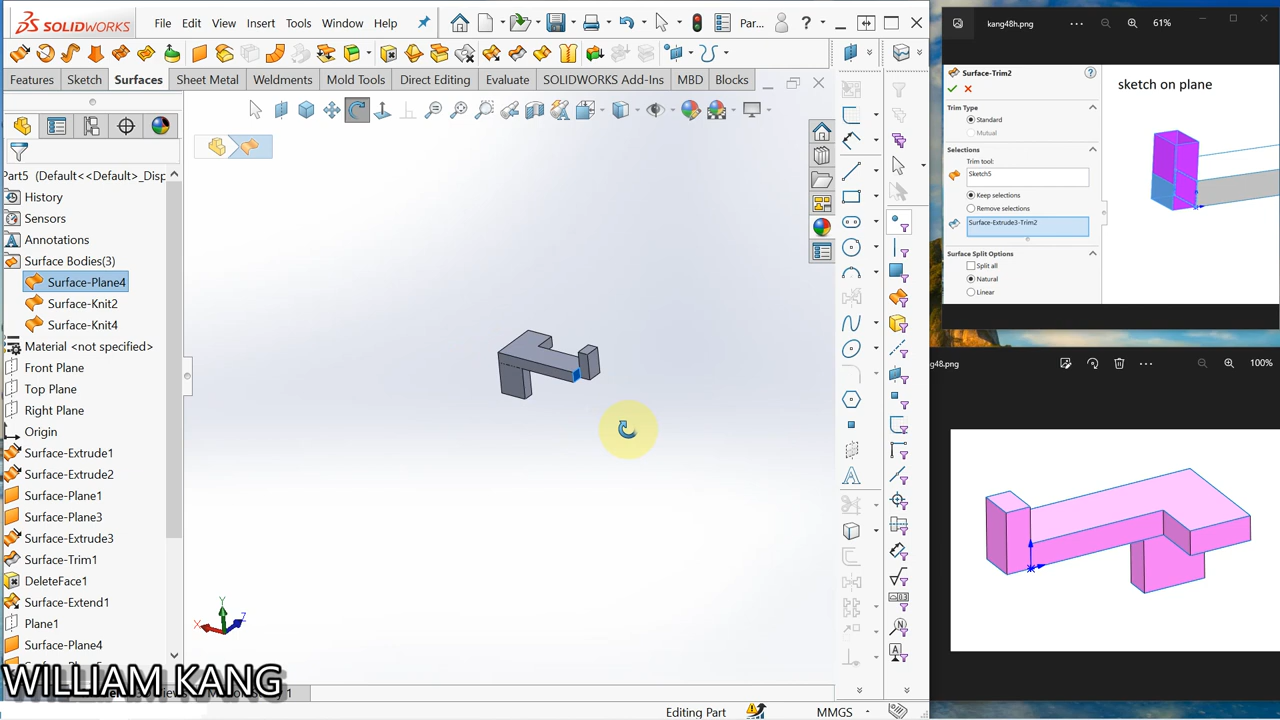 SOLIDWORKS
File
Edit
View
Insert
Tools
Window
Help
Par...
?
Features
Sketch
Surfaces
Sheet Metal
Weldments
Mold Tools
Direct Editing
Evaluate
SOLIDWORKS Add-Ins
MBD
Blocks
Part5 (Default<<Default>_Disp
History
Sensors
Annotations
Surface Bodies(3)
Surface-Plane4
Surface-Knit2
Surface-Knit4
Material <not specified>
Front Plane
Top Plane
Right Plane
Origin
Surface-Extrude1
Surface-Extrude2
Surface-Plane1
Surface-Plane3
Surface-Extrude3
Surface-Trim1
DeleteFace1
Surface-Extend1
Plane1
Surface-Plane4
WILLIAM KANG
Y
X
Z
Editing Part
MMGS
kang48h.png
61%
Surface-Trim2
Trim Type
Standard
Mutual
Selections
Trim tool:
Sketch5
Keep selections
Remove selections
Surface-Extrude3-Trim2
Surface Split Options
Split all
Natural
Linear
sketch on plane
g48.png
100%